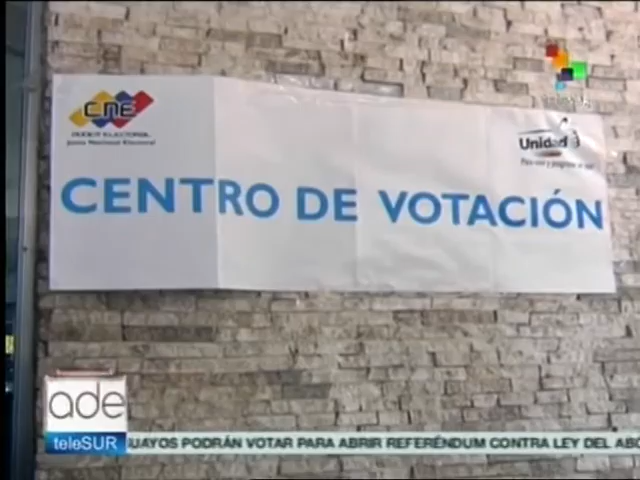 CNE
PODER ELECTORAL
Junta Nacional Electoral
Unidad
CENTRO DE VOTACIÓN
ade
teleSUR
UAYOS PODRÁN VOTAR PARA ABRIR REFERÉNDUM CONTRA LEY DEL ABO